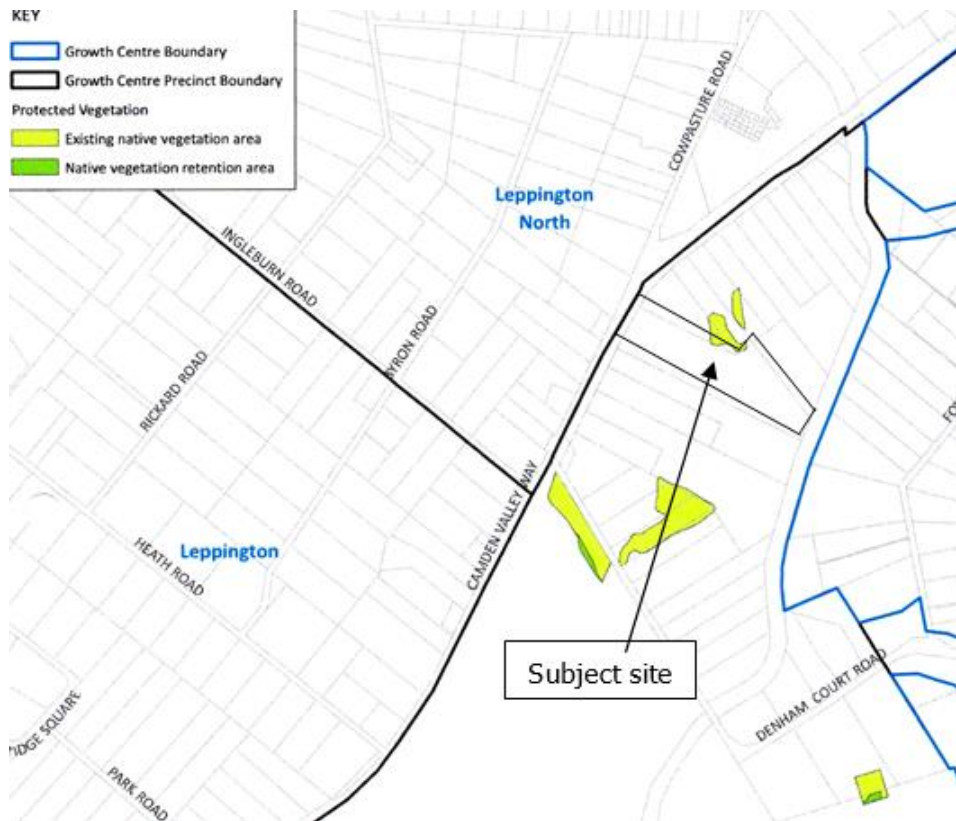 KEY
Growth Centre Boundary
Growth Centre Precinct Boundary
Protected Vegetation
Existing native vegetation area
Native vegetation retention area
COWPASTURE ROAD
Leppington
North
INGLEBURN ROAD
BYRON ROAD
RICKARD ROAD
CAMDEN VALLEY WAY
Leppington
HEATH ROAD
Subject site
DENHAM COURT ROAD
IDGE SQUARE
PARK ROAD